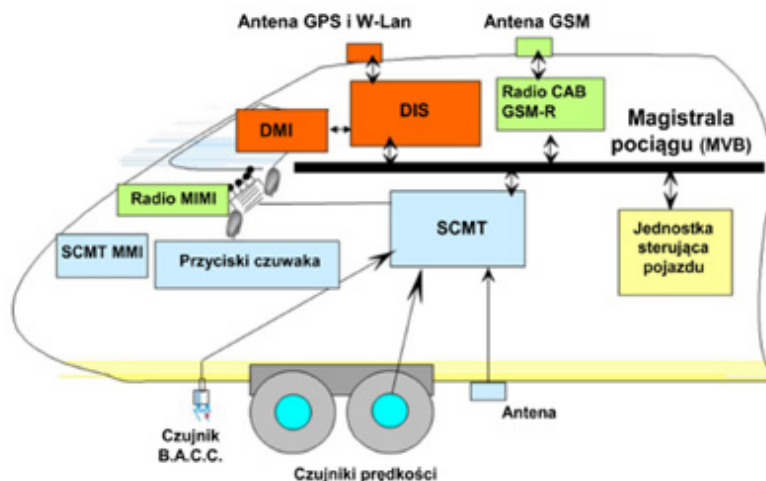 Antena GPS i W-Lan
Antena GSM
Radio CAB
GSM-R
DIS
DMI
Magistrala
pociągu (MVB)
Radio MIMI
SCMT
Jednostka
sterująca
pojazdu
SCMT MMI
Przyciski czuwaka
Antena
Czujnik
B.A.C.C.
Czujniki prędkości